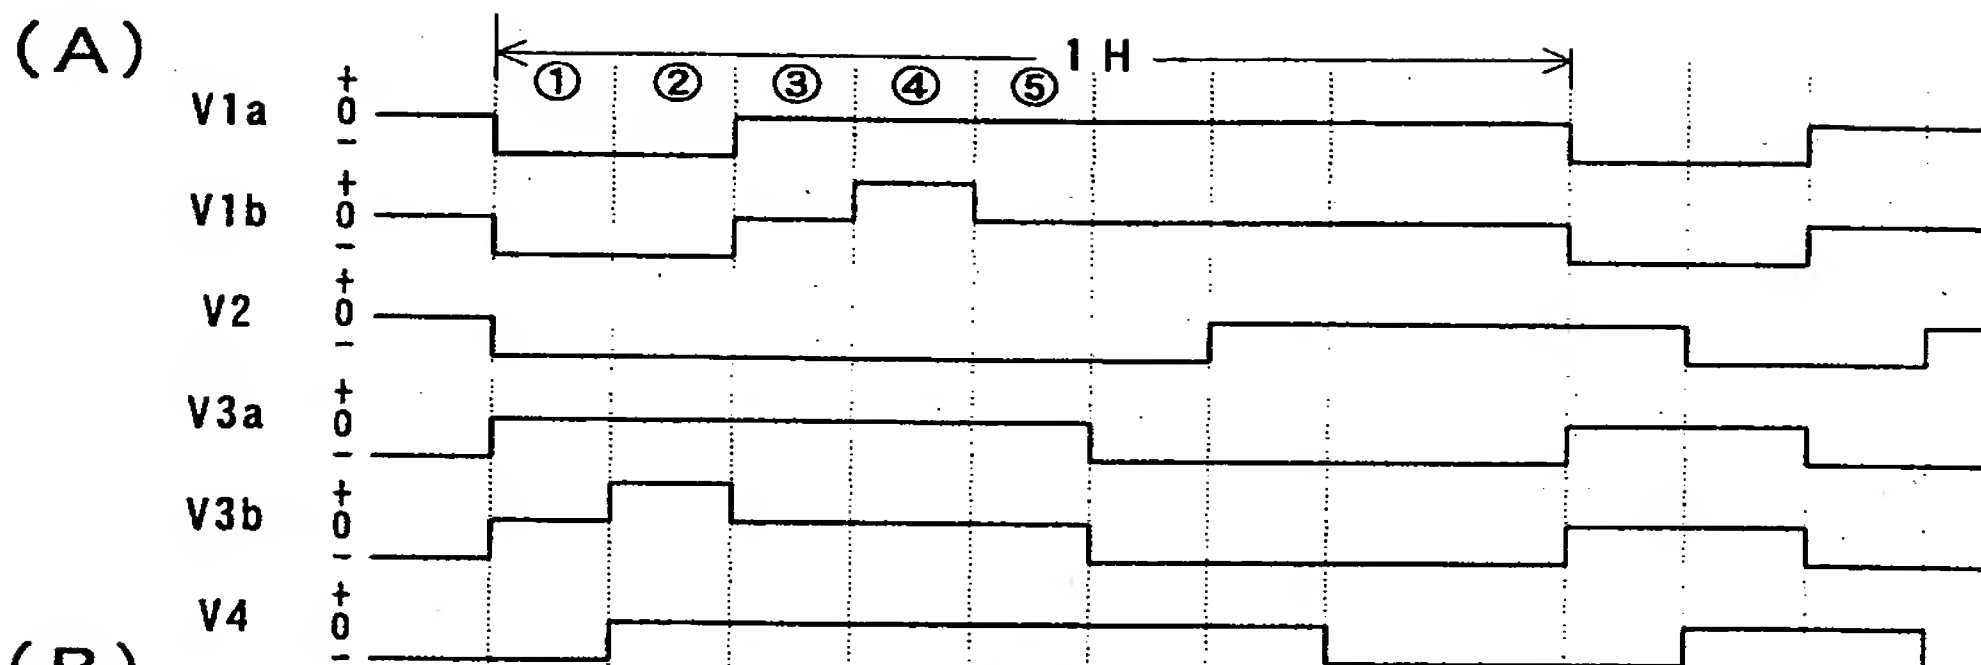 (A)
1 H
① ② ③ ④ ⑤
V1a + 0 -
V1b + 0 -
V2 + 0 -
V3a + 0 -
V3b + 0 -
V4 + 0 -
(B)